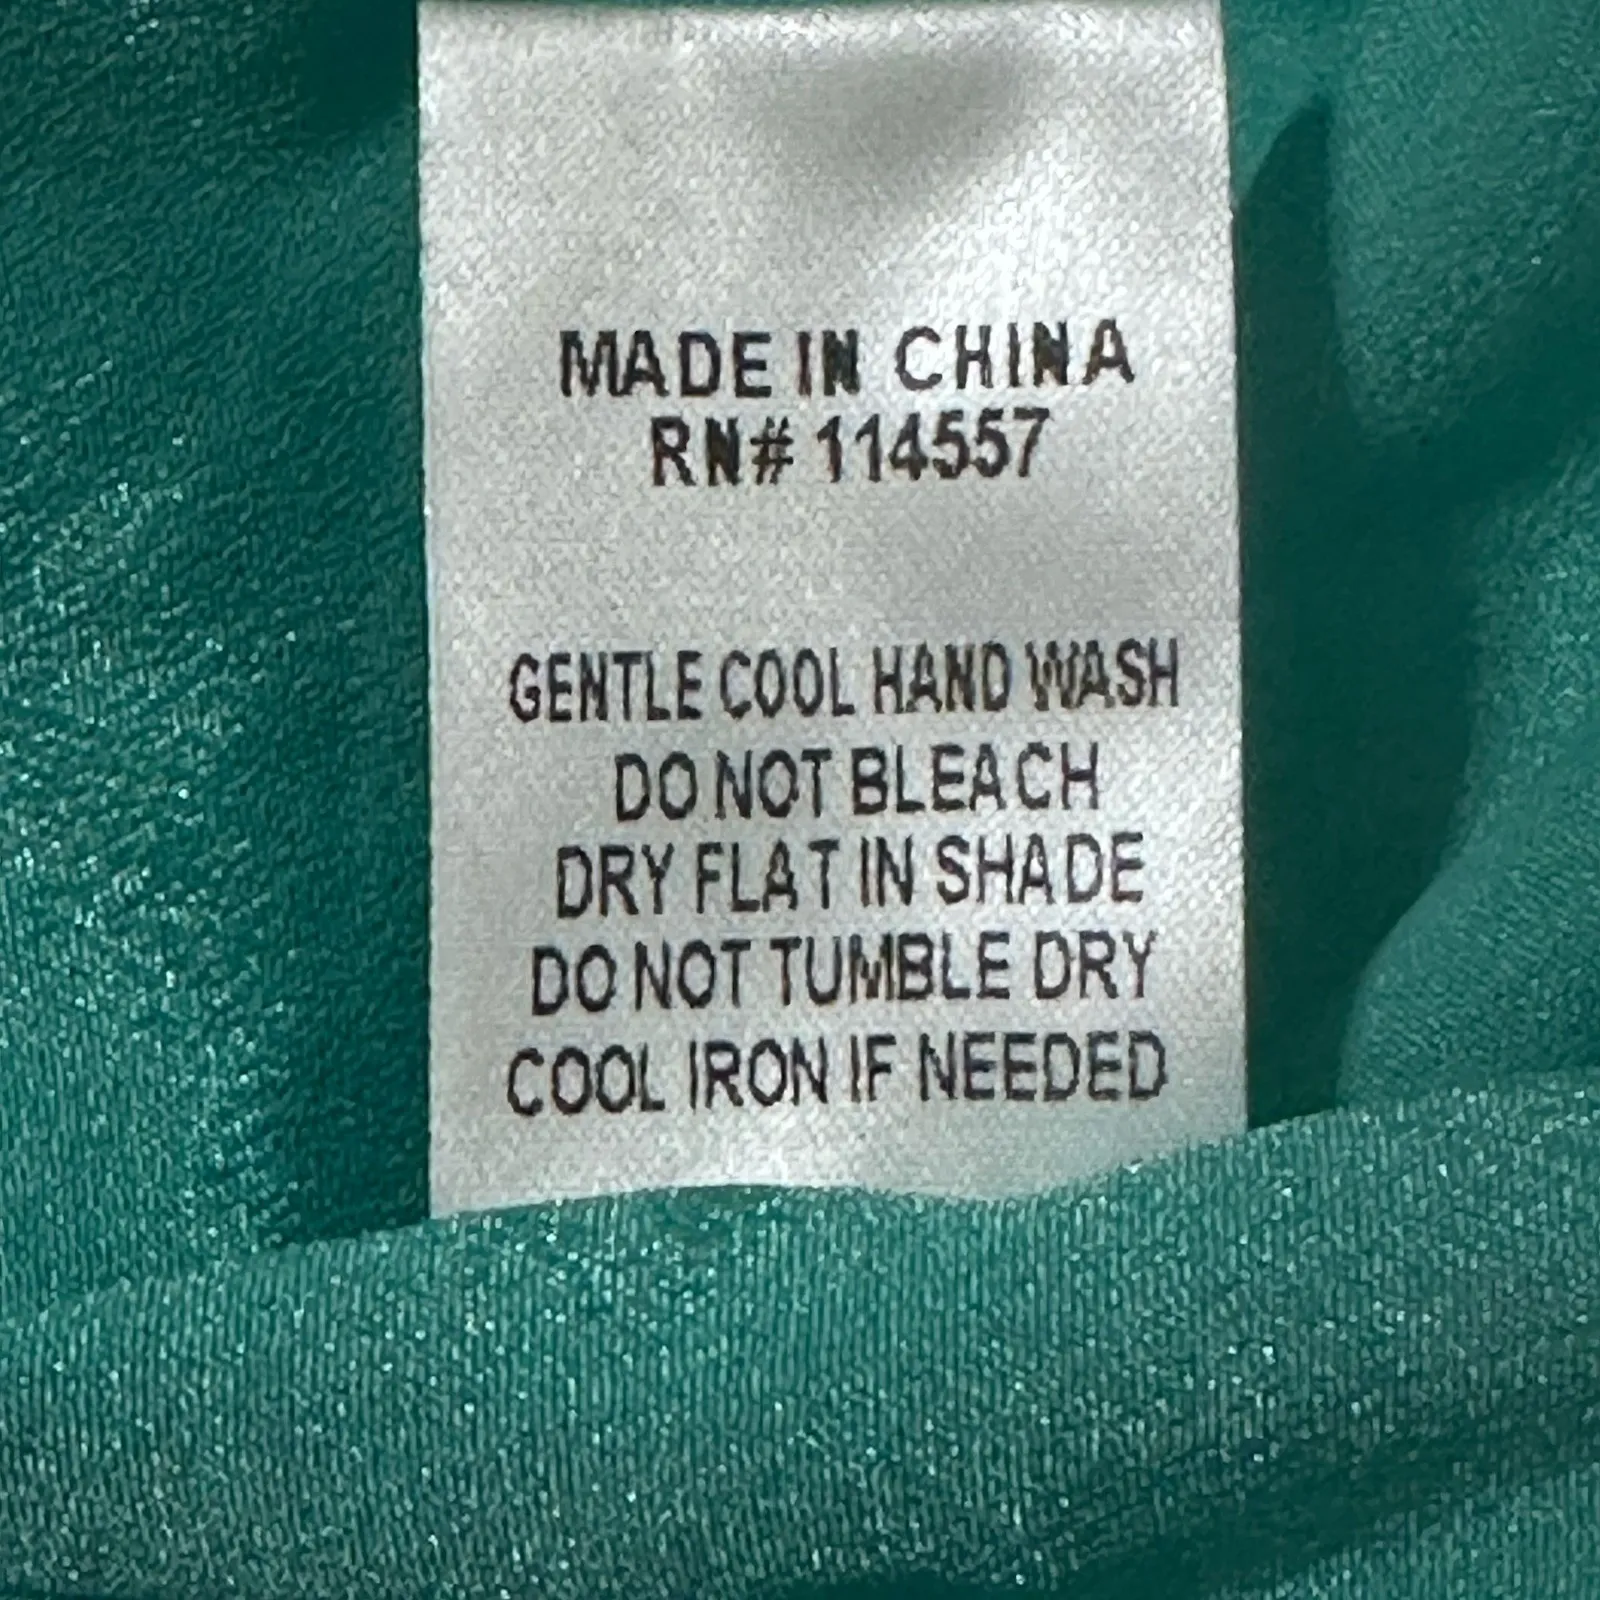 MADE IN CHINA
RN# 114557
GENTLE COOL HAND WASH
DO NOT BLEACH
DRY FLAT IN SHADE
DO NOT TUMBLE DRY
COOL IRON IF NEEDED